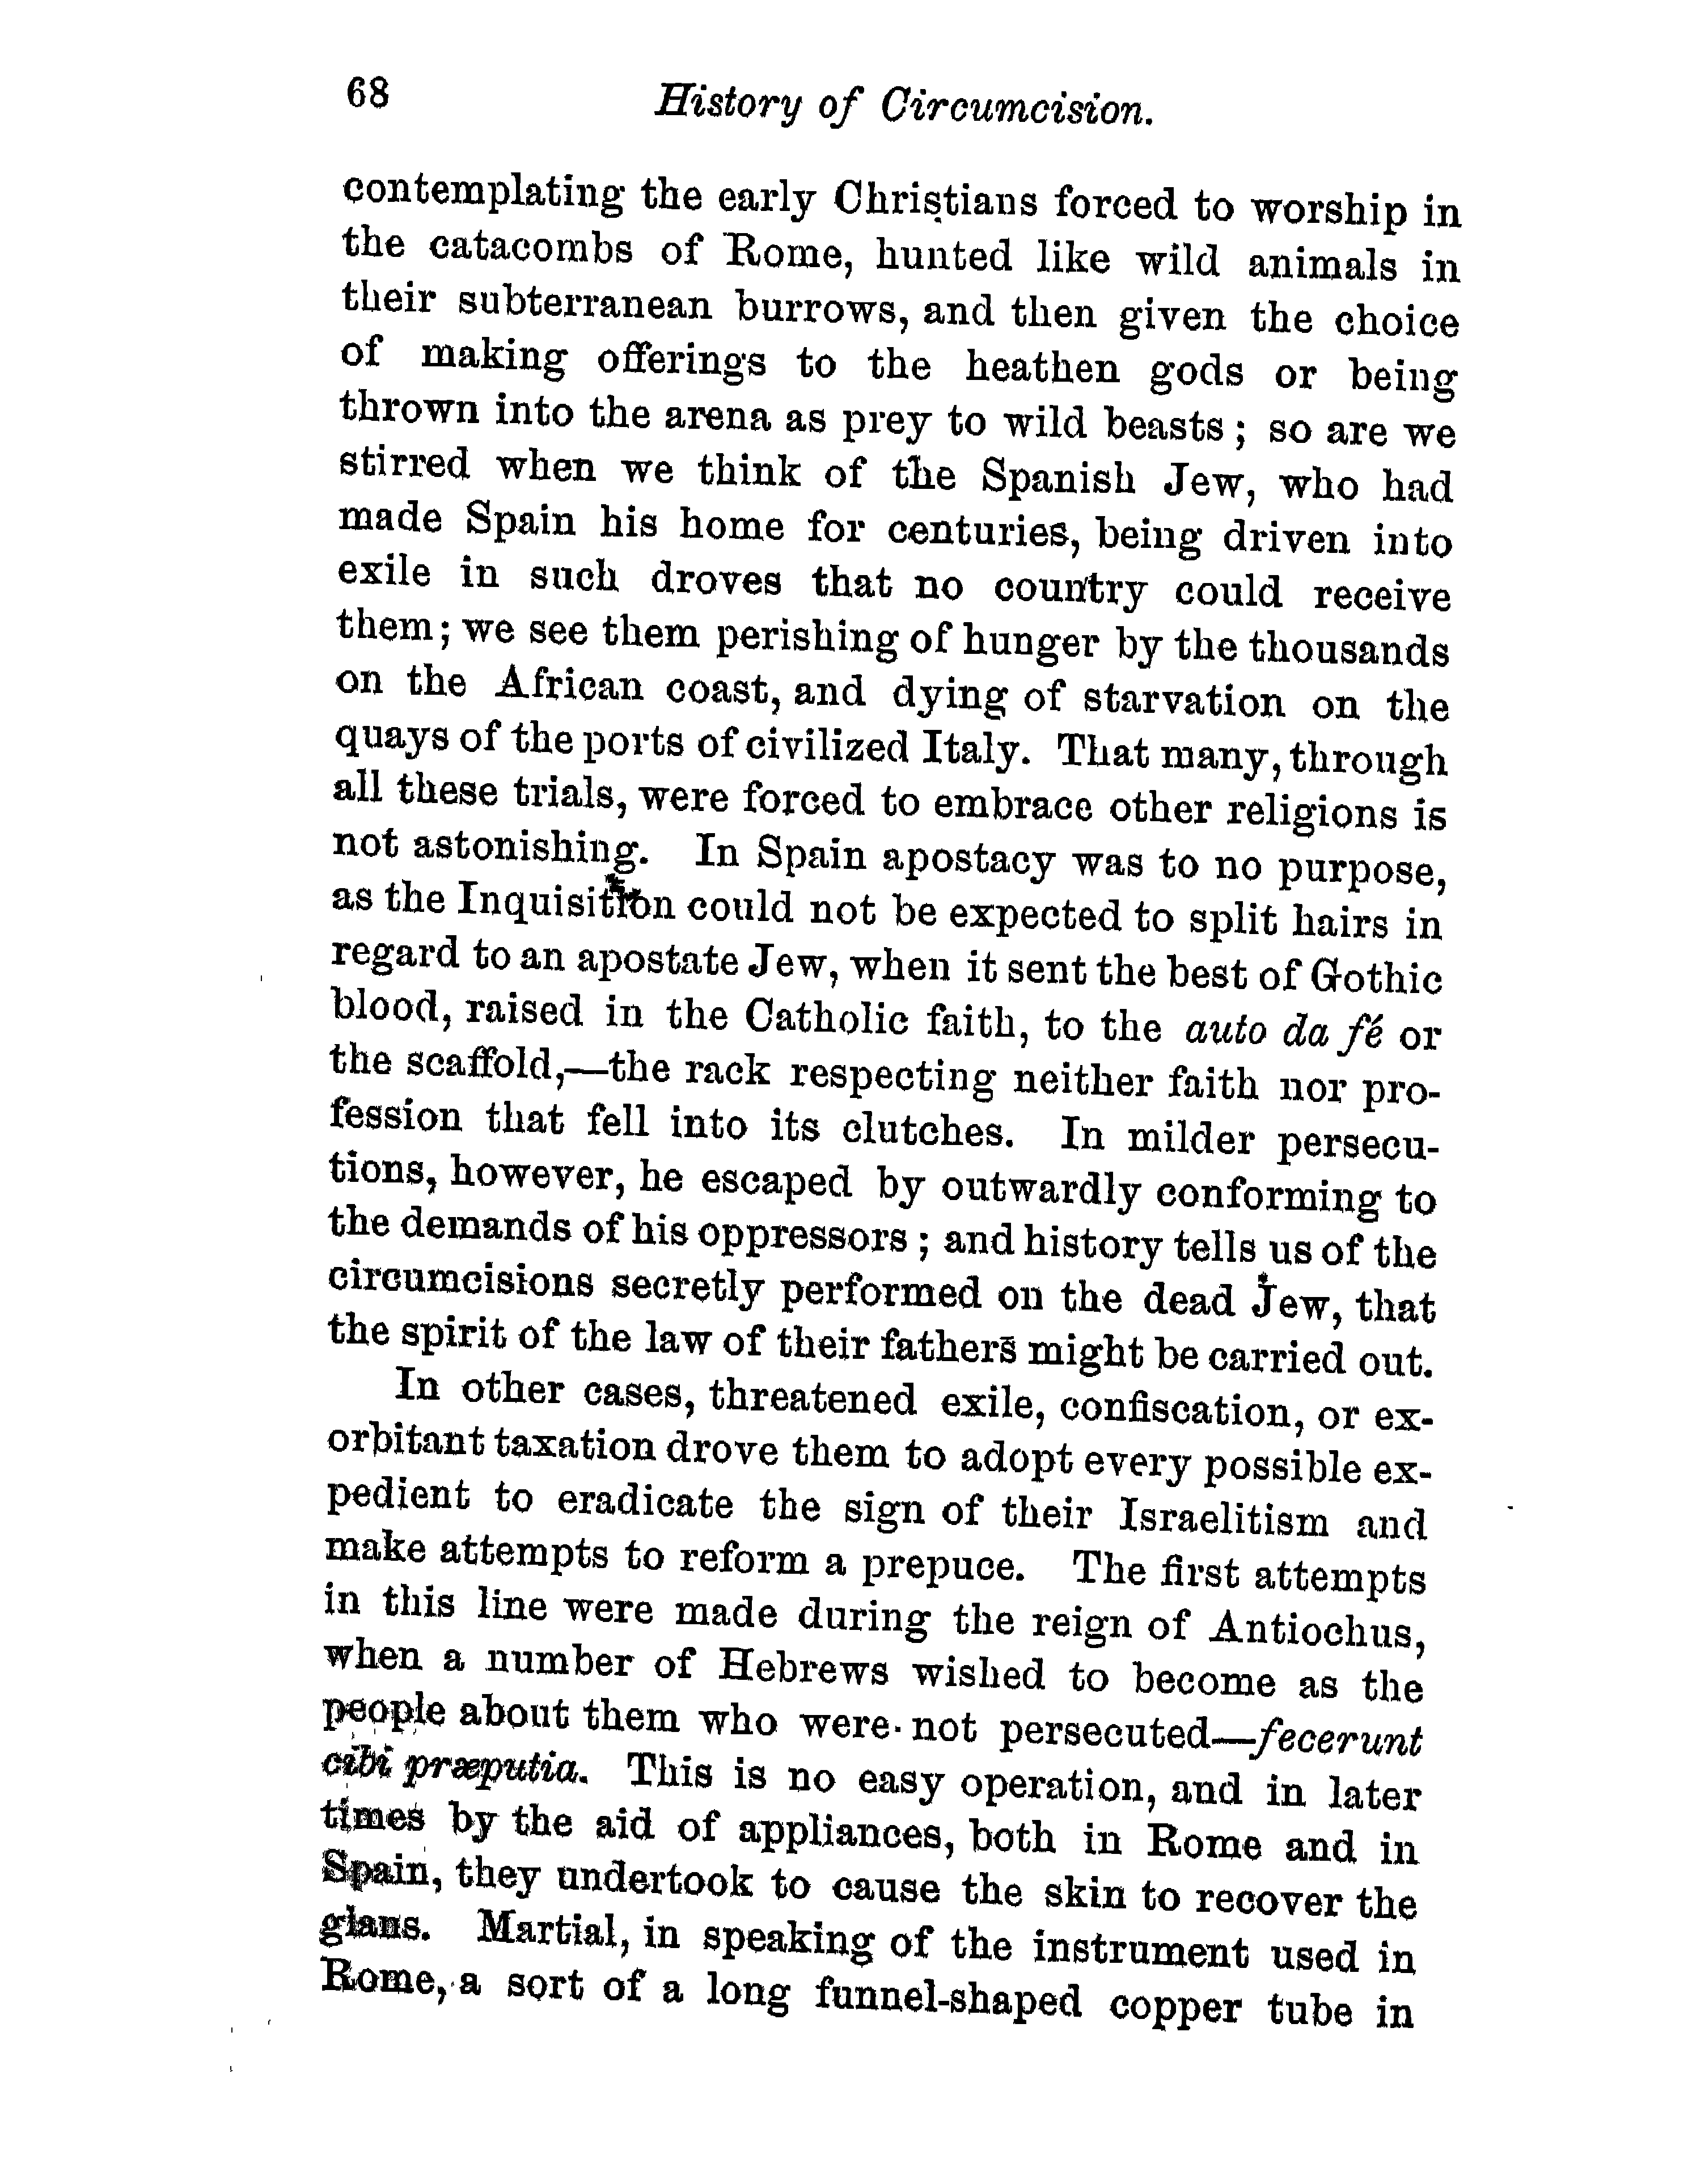 68
History of Circumcision.
contemplating the early Christians forced to worship in
the catacombs of Rome, hunted like wild animals in
their subterranean burrows, and then given the choice
of making offerings to the heathen gods or being
thrown into the arena as prey to wild beasts; so are we
stirred when we think of the Spanish Jew, who had
made Spain his home for centuries, being driven into
exile in such droves that no country could receive
them; we see them perishing of hunger by the thousands
on the African coast, and dying of starvation on the
quays of the ports of civilized Italy. That many, through
all these trials, were forced to embrace other religions is
not astonishing. In Spain apostacy was to no purpose,
as the Inquisition could not be expected to split hairs in
regard to an apostate Jew, when it sent the best of Gothic
blood, raised in the Catholic faith, to the auto da fé or
the scaffold,—the rack respecting neither faith nor pro-
fession that fell into its clutches. In milder persecu-
tions, however, he escaped by outwardly conforming to
the demands of his oppressors; and history tells us of the
circumcisions secretly performed on the dead Jew, that
the spirit of the law of their fathers might be carried out.
In other cases, threatened exile, confiscation, or ex-
orbitant taxation drove them to adopt every possible ex-
pedient to eradicate the sign of their Israelitism and
make attempts to reform a prepuce. The first attempts
in this line were made during the reign of Antiochus,
when a number of Hebrews wished to become as the
people about them who were not persecuted—fecerunt
cibi præputia. This is no easy operation, and in later
times by the aid of appliances, both in Rome and in
Spain, they undertook to cause the skin to recover the
glans. Martial, in speaking of the instrument used in
Rome, a sort of a long funnel-shaped copper tube in